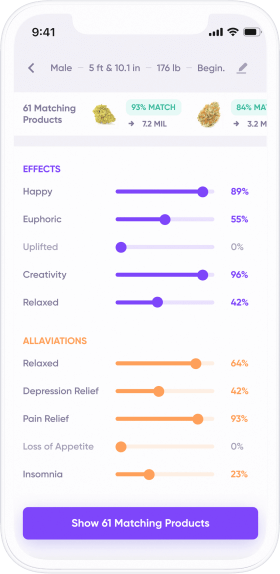 9:41
Male — 5 ft & 10.1 in — 176 lb — Begin.
61 Matching
Products
93% MATCH
7.2 MIL
84% MA
3.2 M
EFFECTS
Happy 89%
Euphoric 55%
Uplifted 0%
Creativity 96%
Relaxed 42%
ALLAVIATIONS
Relaxed 64%
Depression Relief 42%
Pain Relief 93%
Loss of Appetite 0%
Insomnia 23%
Show 61 Matching Products